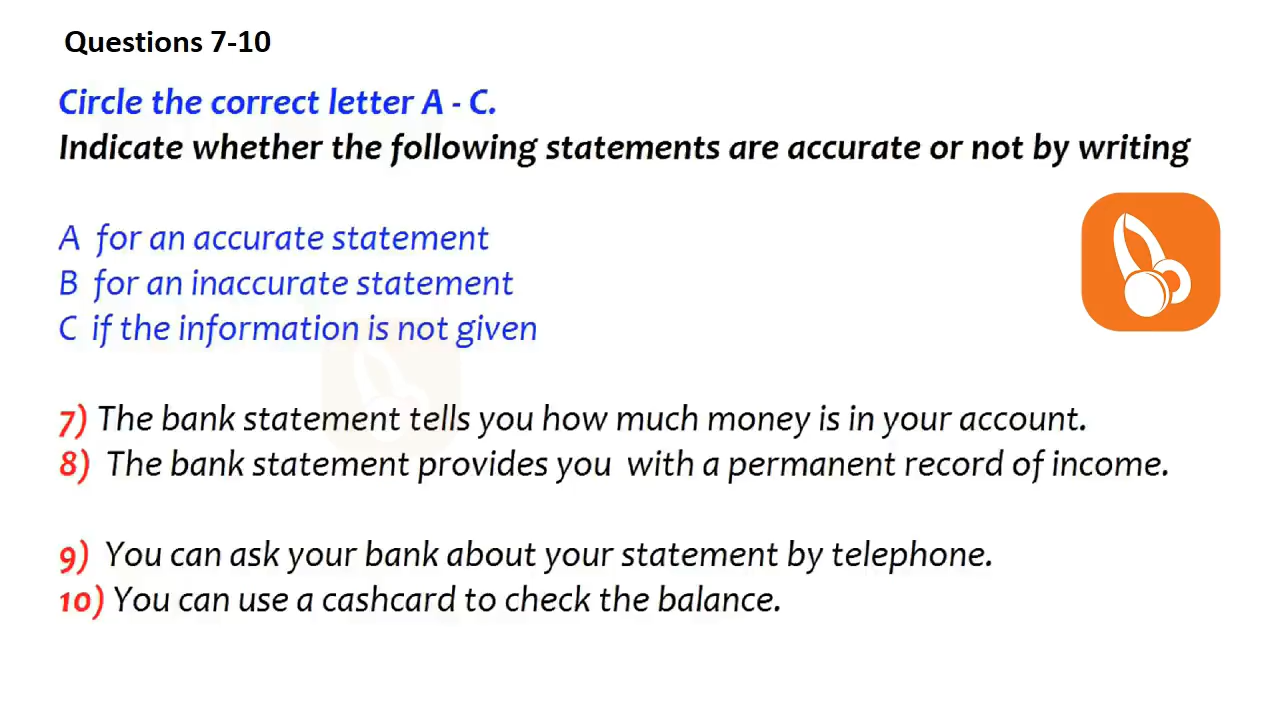 Questions 7-10
Circle the correct letter A - C.
Indicate whether the following statements are accurate or not by writing
A for an accurate statement
B for an inaccurate statement
C if the information is not given
7) The bank statement tells you how much money is in your account.
8) The bank statement provides you with a permanent record of income.
9) You can ask your bank about your statement by telephone.
10) You can use a cashcard to check the balance.